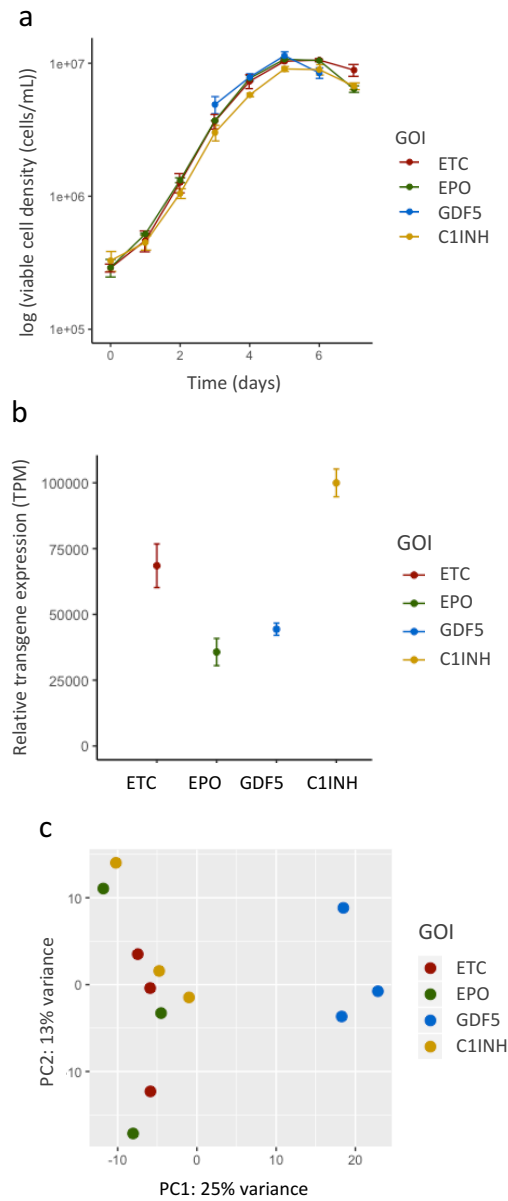 a
log (viable cell density (cells/mL))
1e+07
1e+06
1e+05
0 2 4 6
Time (days)
GOI
ETC
EPO
GDF5
C1INH
b
Relative transgene expression (TPM)
100000
75000
50000
25000
0
ETC EPO GDF5 C1INH
GOI
ETC
EPO
GDF5
C1INH
c
PC2: 13% variance
10
0
10
-10 0 10 20
PC1: 25% variance
GOI
ETC
EPO
GDF5
C1INH